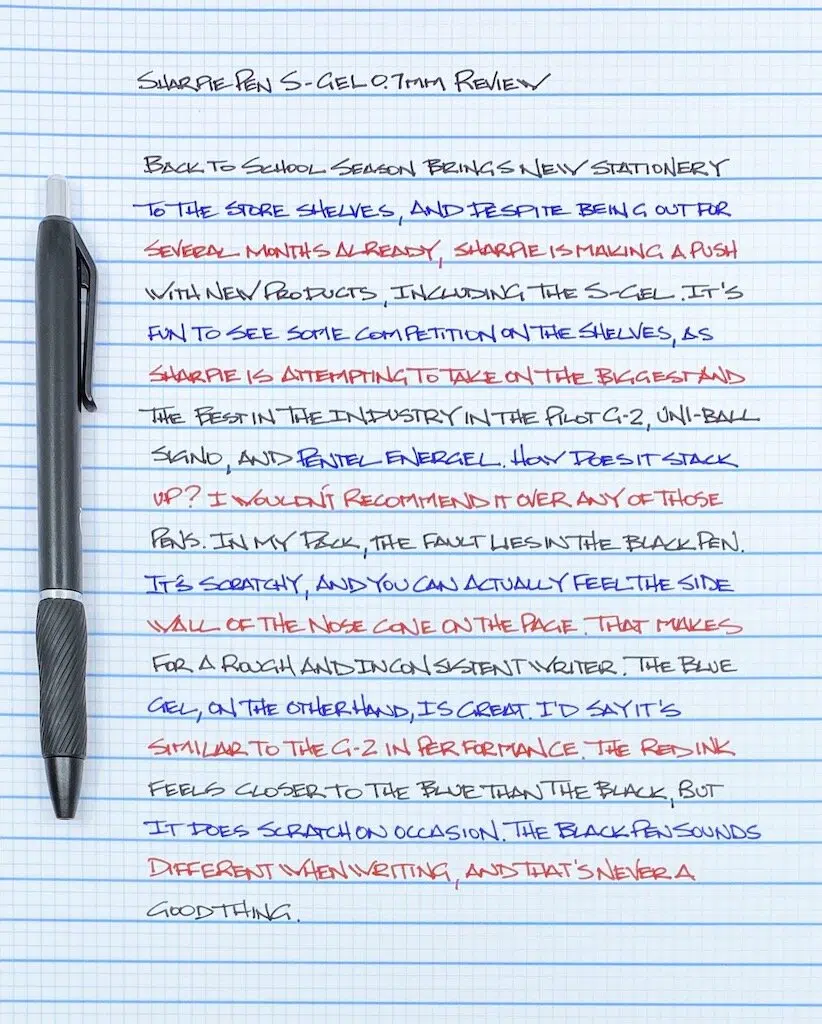 SHARPIE PEN S-GEL 0.7MM REVIEW
BACK TO SCHOOL SEASON BRINGS NEW STATIONERY
TO THE STORE SHELVES, AND DESPITE BEING OUT FOR
SEVERAL MONTHS ALREADY, SHARPIE IS MAKING A PUSH
WITH NEW PRODUCTS, INCLUDING THE S-GEL. IT'S
FUN TO SEE SOME COMPETITION ON THE SHELVES, AS
SHARPIE IS ATTEMPTING TO TAKE ON THE BIGGEST AND
THE BEST IN THE INDUSTRY IN THE PILOT G-2, UNI-BALL
SIGNO, AND PENTEL ENERGEL. HOW DOES IT STACK
UP? I WOULDN'T RECOMMEND IT OVER ANY OF THOSE
PENS. IN MY PACK, THE FAULT LIES IN THE BLACK PEN.
IT'S SCRATCHY, AND YOU CAN ACTUALLY FEEL THE SIDE
WALL OF THE NOSE CONE ON THE PAGE. THAT MAKES
FOR A ROUGH AND INCONSISTENT WRITER. THE BLUE
GEL, ON THE OTHER HAND, IS GREAT. I'D SAY IT'S
SIMILAR TO THE G-2 IN PERFORMANCE. THE RED INK
FEELS CLOSER TO THE BLUE THAN THE BLACK, BUT
IT DOES SCRATCH ON OCCASION. THE BLACK PEN SOUNDS
DIFFERENT WHEN WRITING, AND THAT'S NEVER A
GOOD THING.